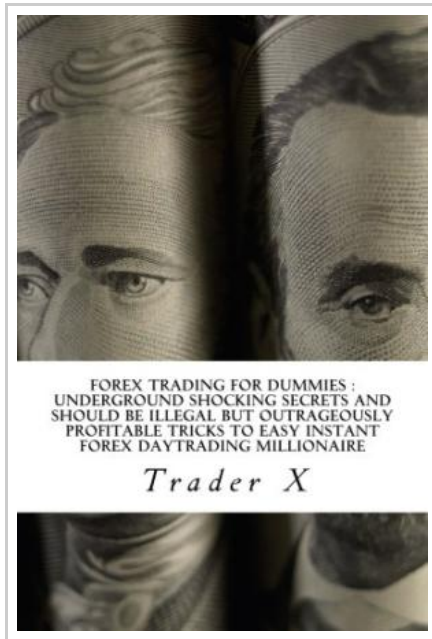 FOREX TRADING FOR DUMMIES :
UNDERGROUND SHOCKING SECRETS AND
SHOULD BE ILLEGAL BUT OUTRAGEOUSLY
PROFITABLE TRICKS TO EASY INSTANT
FOREX DAYTRADING MILLIONAIRE
Trader X